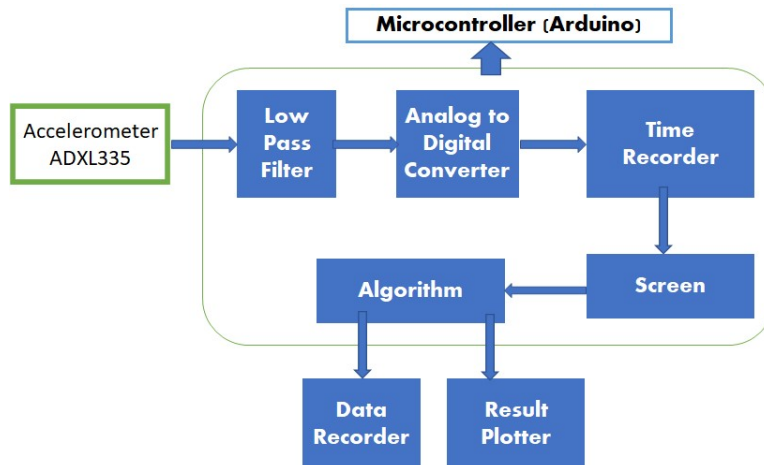 Microcontroller (Arduino)
Accelerometer
ADXL335
Low
Pass
Filter
Analog to
Digital
Converter
Time
Recorder
Screen
Algorithm
Data
Recorder
Result
Plotter